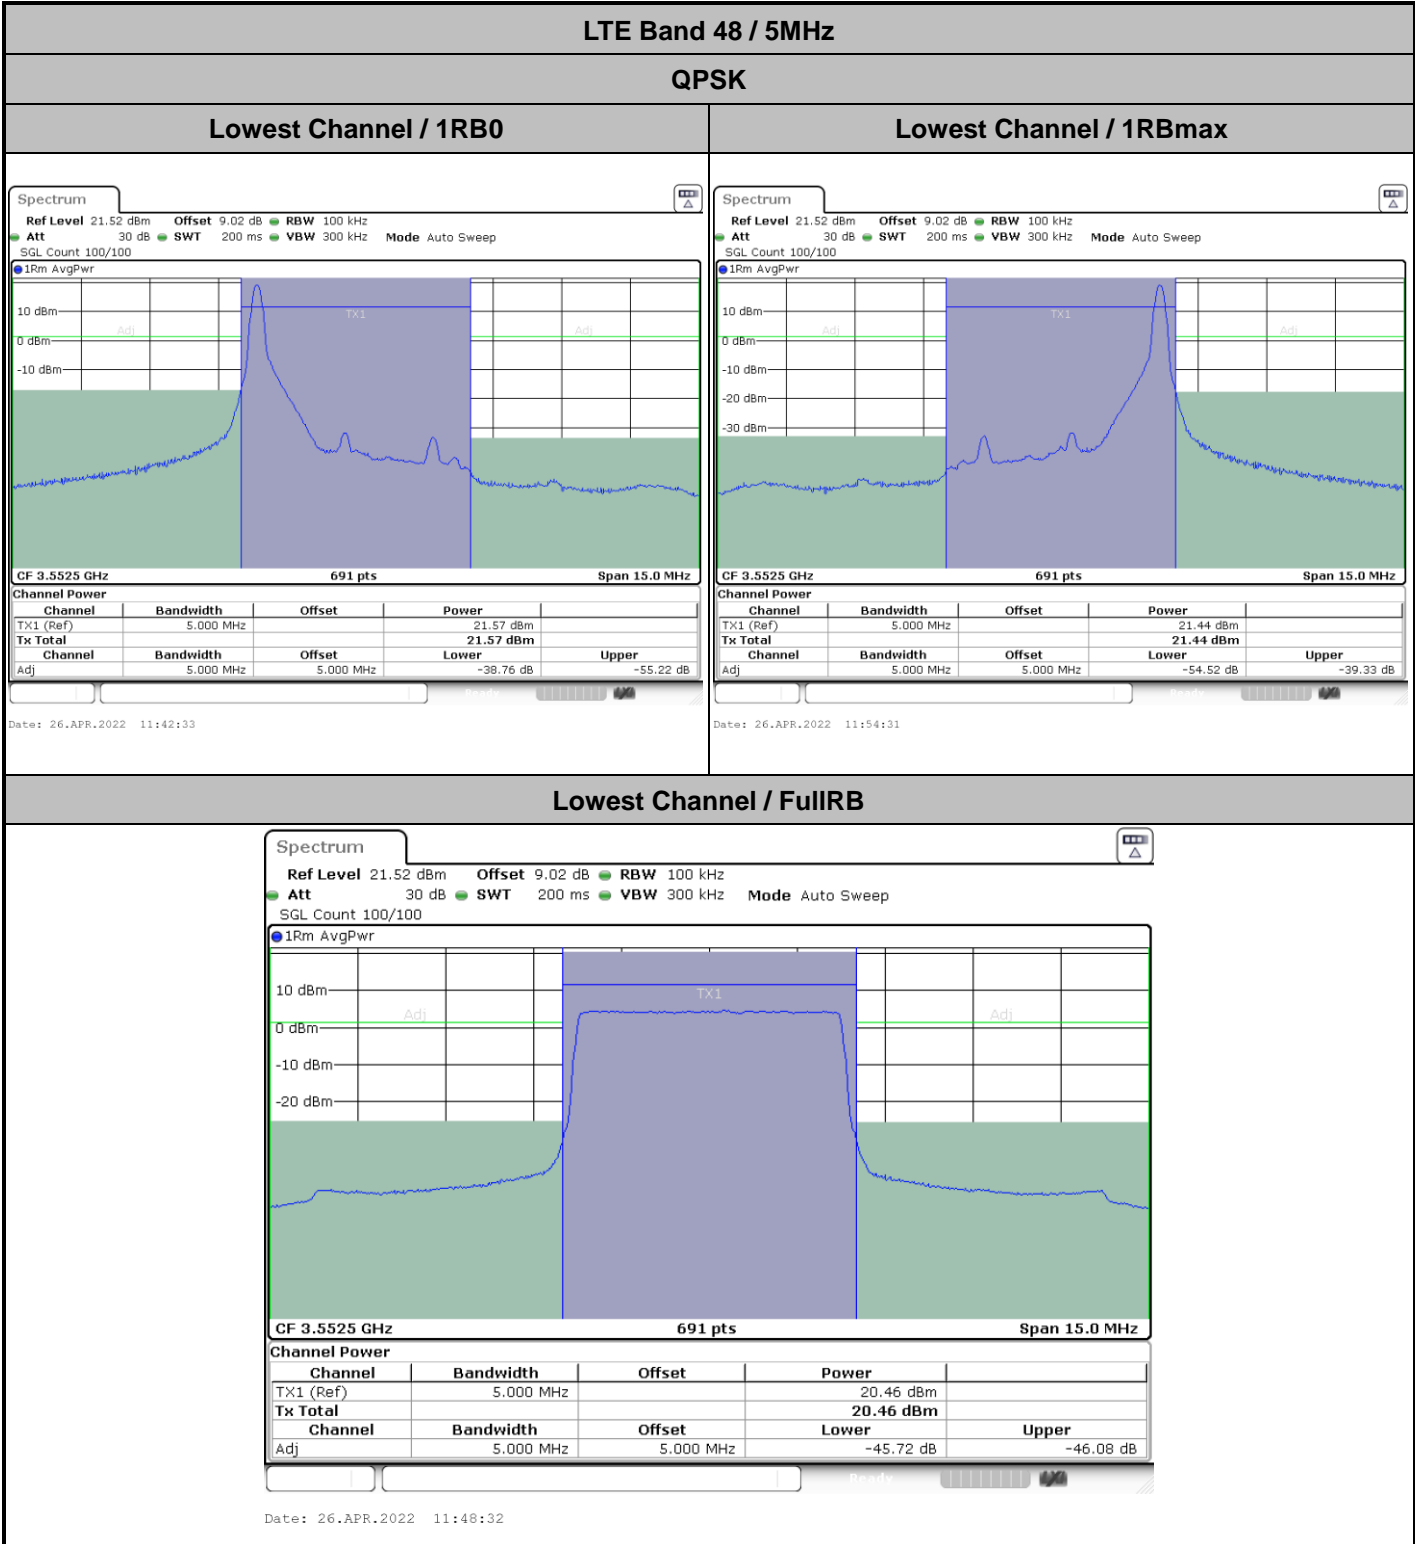 LTE Band 48 / 5MHz
QPSK
Lowest Channel / 1RB0
Lowest Channel / 1RBmax
Spectrum
Ref Level 21.52 dBm Offset 9.02 dB RBW 100 kHz
Att 30 dB SWT 200 ms VBW 300 kHz Mode Auto Sweep
SGL Count 100/100
1Rm AvgPwr
10 dBm
TX1
Adj
Adj
0 dBm
-10 dBm
CF 3.5525 GHz 691 pts Span 15.0 MHz
Channel Power
Channel Bandwidth Offset Power
TX1 (Ref) 5.000 MHz 21.57 dBm
Tx Total 21.57 dBm
Channel Bandwidth Offset Lower Upper
Adj 5.000 MHz 5.000 MHz -38.76 dB -55.22 dB
Ready
Date: 26.APR.2022 11:42:33
Spectrum
Ref Level 21.52 dBm Offset 9.02 dB RBW 100 kHz
Att 30 dB SWT 200 ms VBW 300 kHz Mode Auto Sweep
SGL Count 100/100
1Rm AvgPwr
10 dBm
TX1
Adj
Adj
0 dBm
-10 dBm
-20 dBm
-30 dBm
CF 3.5525 GHz 691 pts Span 15.0 MHz
Channel Power
Channel Bandwidth Offset Power
TX1 (Ref) 5.000 MHz 21.44 dBm
Tx Total 21.44 dBm
Channel Bandwidth Offset Lower Upper
Adj 5.000 MHz 5.000 MHz -54.52 dB -39.33 dB
Ready
Date: 26.APR.2022 11:54:31
Lowest Channel / FullRB
Spectrum
Ref Level 21.52 dBm Offset 9.02 dB RBW 100 kHz
Att 30 dB SWT 200 ms VBW 300 kHz Mode Auto Sweep
SGL Count 100/100
1Rm AvgPwr
10 dBm
TX1
Adj
Adj
0 dBm
-10 dBm
-20 dBm
CF 3.5525 GHz 691 pts Span 15.0 MHz
Channel Power
Channel Bandwidth Offset Power
TX1 (Ref) 5.000 MHz 20.46 dBm
Tx Total 20.46 dBm
Channel Bandwidth Offset Lower Upper
Adj 5.000 MHz 5.000 MHz -45.72 dB -46.08 dB
Ready
Date: 26.APR.2022 11:48:32